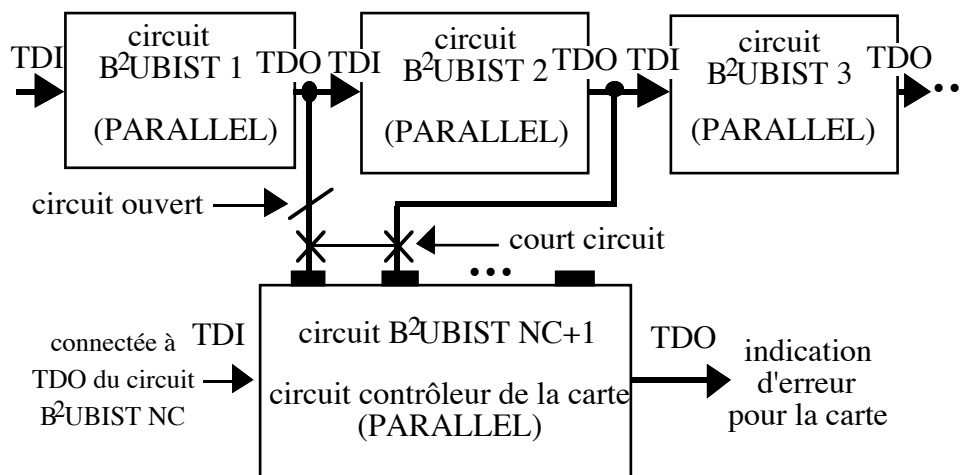 circuit
B²UBIST 1
(PARALLEL)
circuit
B²UBIST 2
(PARALLEL)
circuit
B²UBIST 3
(PARALLEL)
TDI
TDO
TDI
TDO
TDI
TDO
circuit ouvert
court circuit
connectée à
TDO du circuit
B²UBIST NC
TDI
circuit B²UBIST NC+1
circuit contrôleur de la carte
(PARALLEL)
TDO
indication
d'erreur
pour la carte